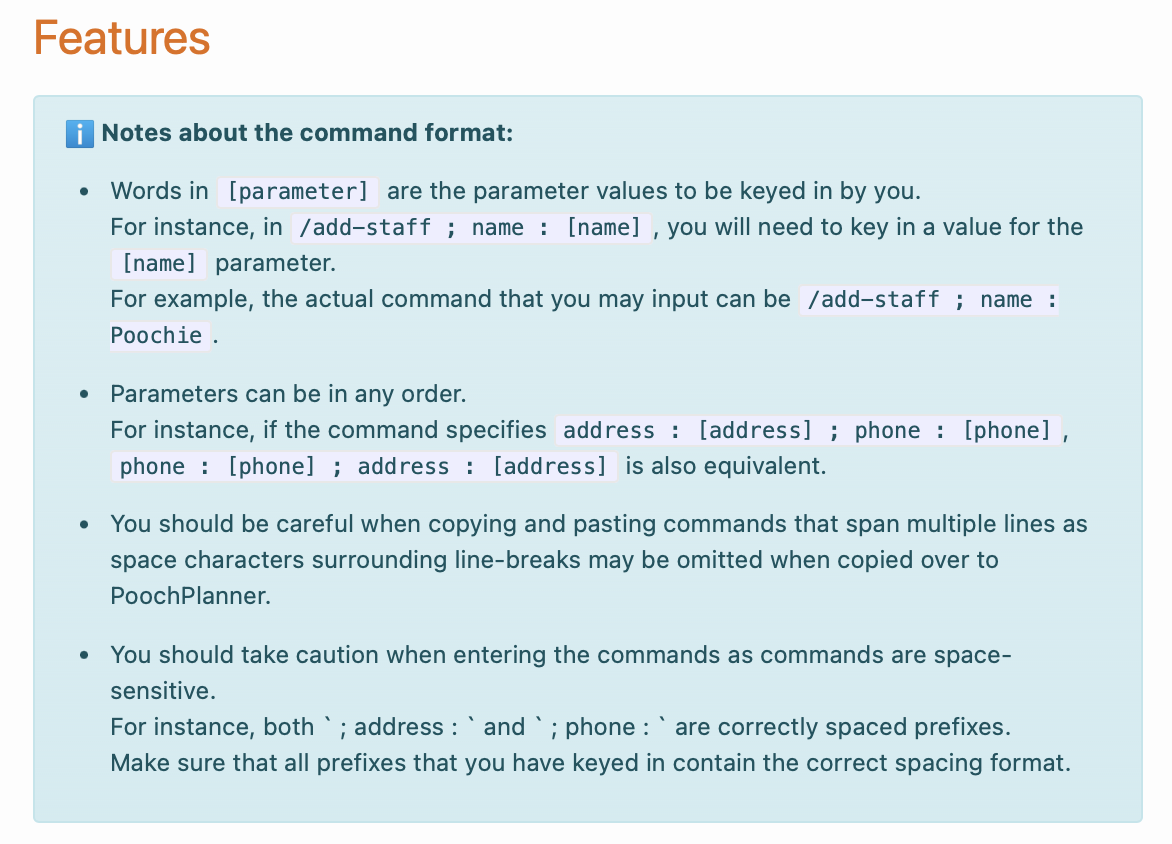 Features
ℹ️ Notes about the command format:
• Words in [parameter] are the parameter values to be keyed in by you.
For instance, in /add-staff ; name : [name] , you will need to key in a value for the
[name] parameter.
For example, the actual command that you may input can be /add-staff ; name :
Poochie .
• Parameters can be in any order.
For instance, if the command specifies address : [address] ; phone : [phone] ,
phone : [phone] ; address : [address] is also equivalent.
• You should be careful when copying and pasting commands that span multiple lines as
space characters surrounding line-breaks may be omitted when copied over to
PoochPlanner.
• You should take caution when entering the commands as commands are space-
sensitive.
For instance, both ` ; address : ` and ` ; phone : ` are correctly spaced prefixes.
Make sure that all prefixes that you have keyed in contain the correct spacing format.